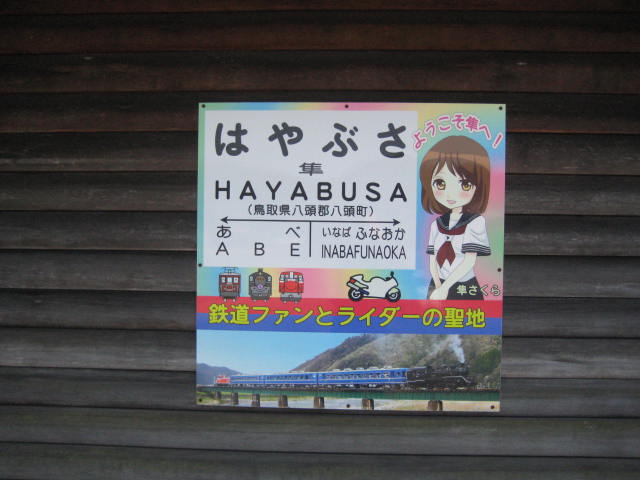 はやぶさ
隼
HAYABUSA
(鳥取県八頭郡八頭町)
あべ
ABE
いなば ふなおか
INABAFUNAOKA
ようこそ隼へ!
隼さくら
鉄道ファンとライダーの聖地